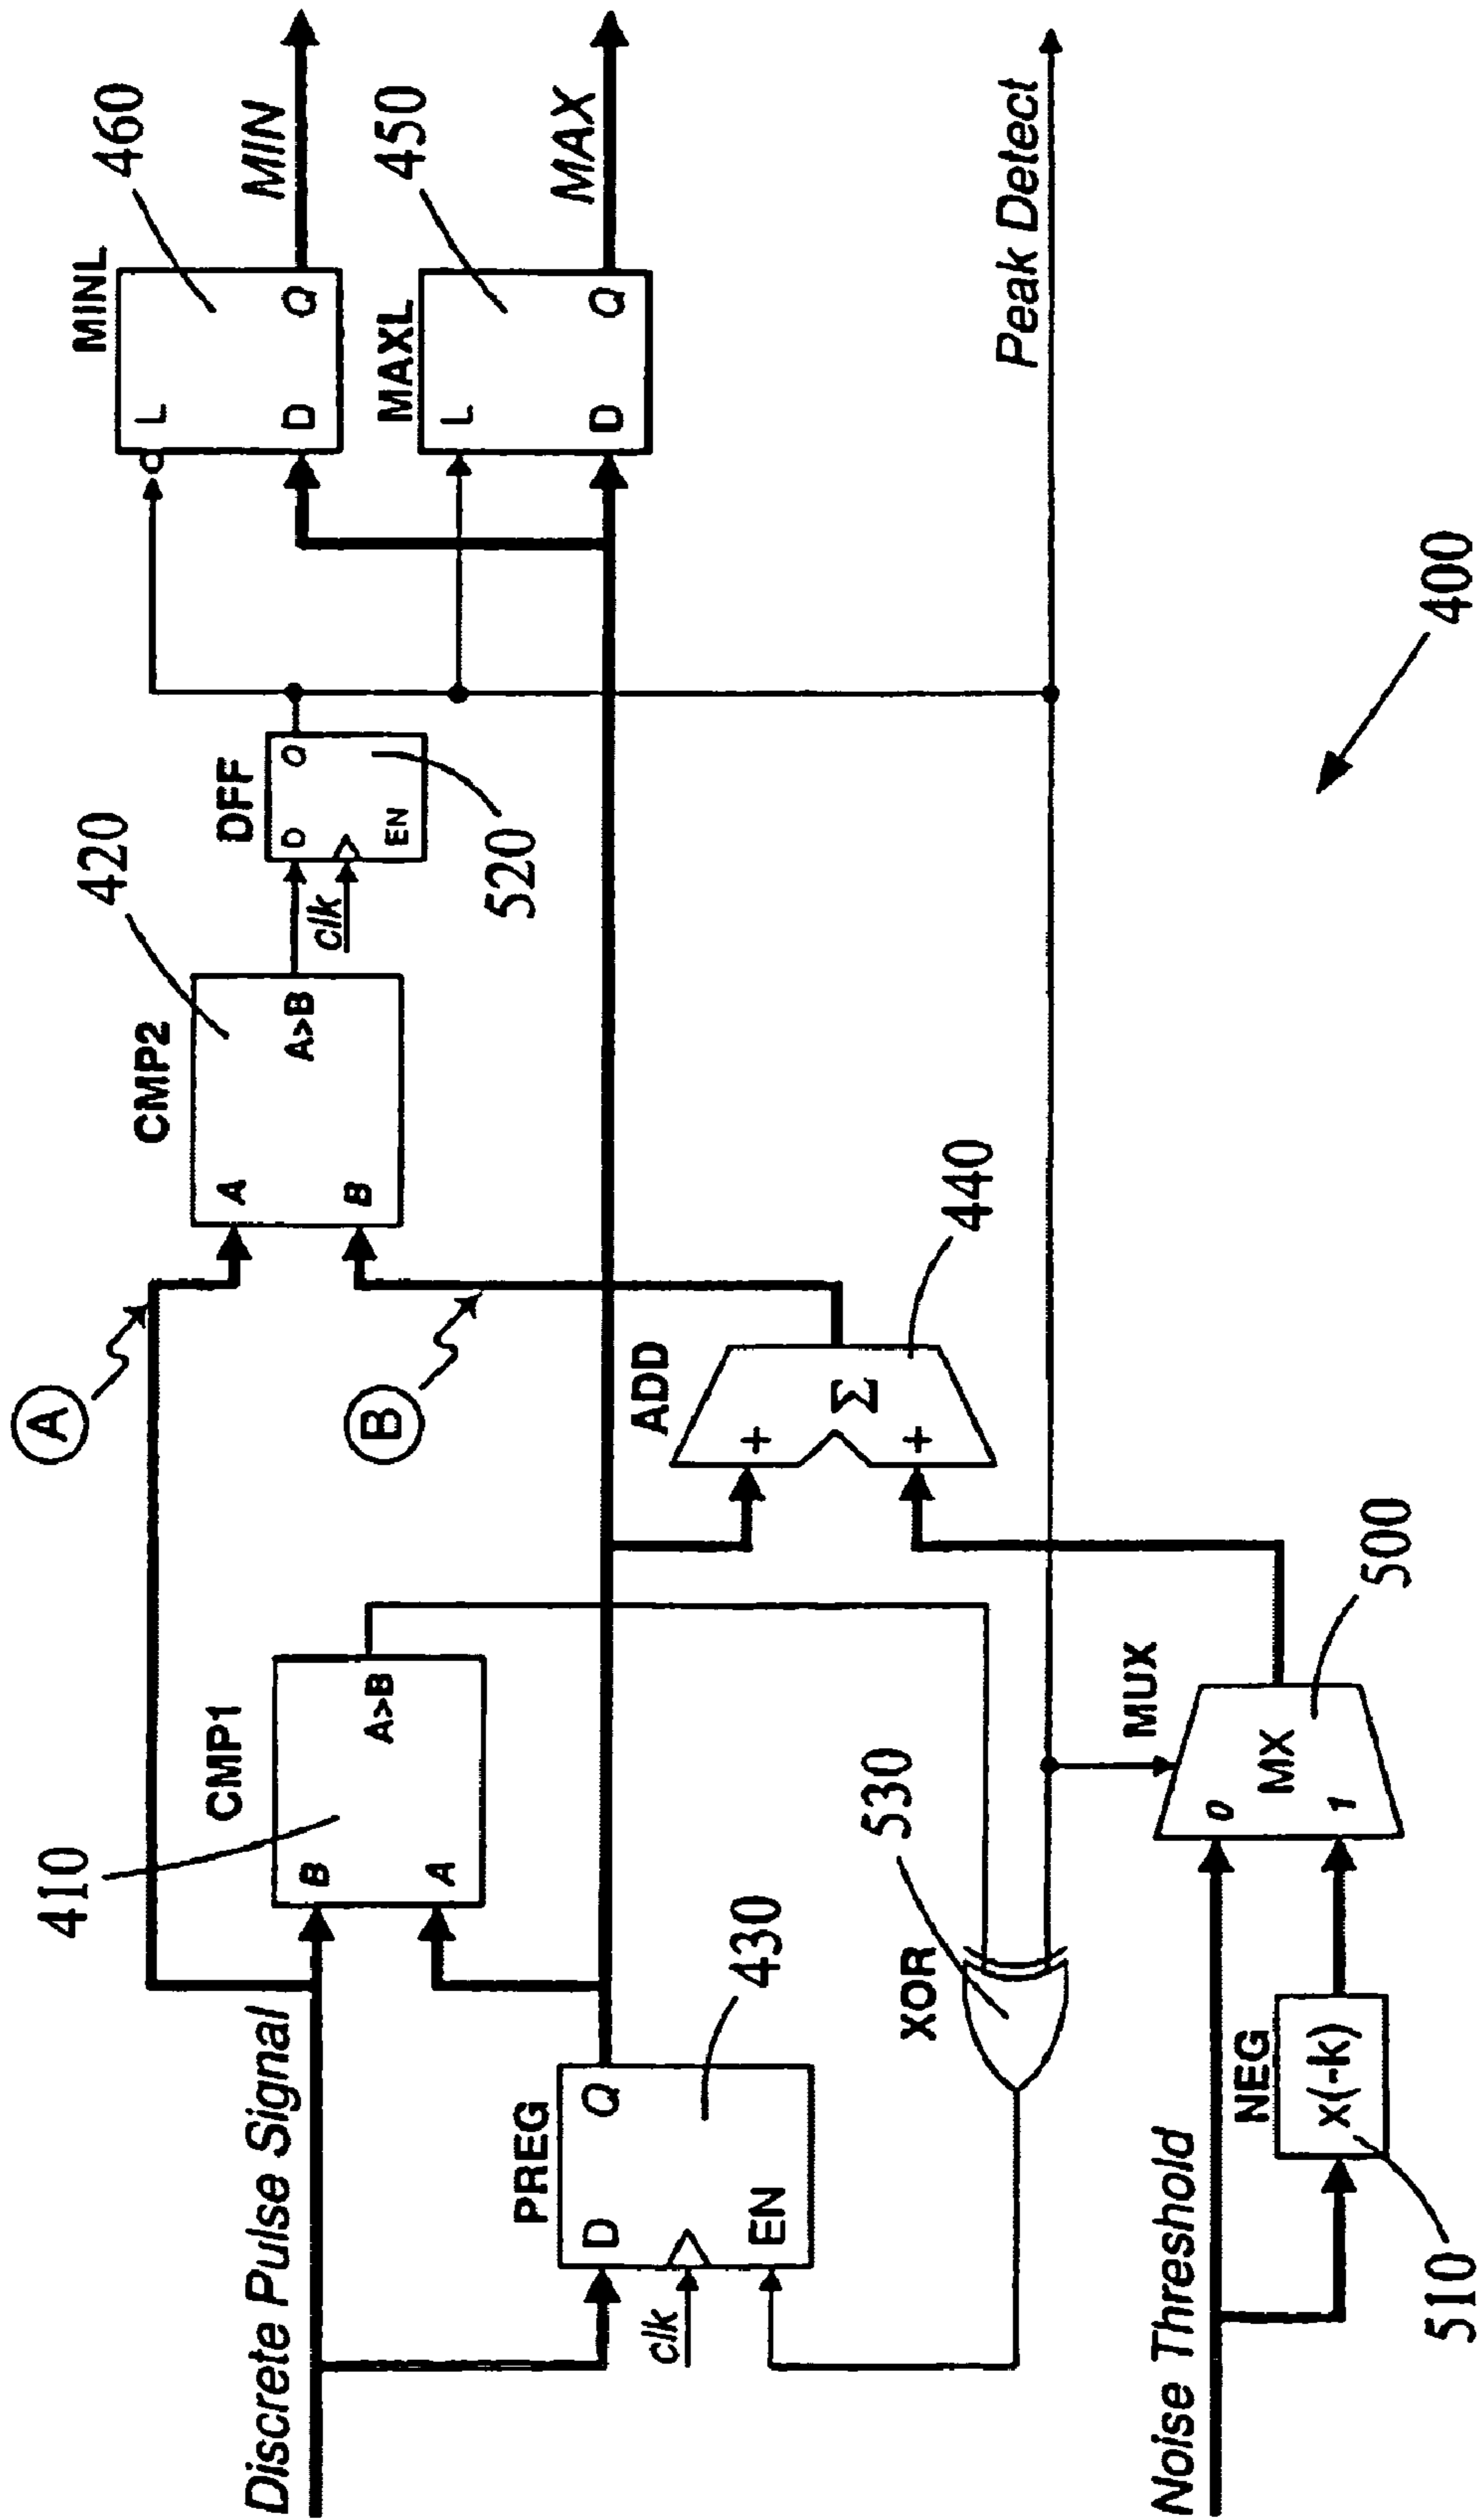 A
420
460
MINL
CMP2
DFF
L
MIN
410
CMP1
A
A>B
D
Q
D
Q
B
B
clk
EN
450
B
A>B
520
MAXL
Discrete Pulse Signal
A
L
MAX
PREG
D
Q
D
Q
clk
430
ADD
EN
+
Σ
+
440
XOR
530
Peak Detect
Noise Threshold
MUX
0
NEG
MX
x(-k)
1
510
500
400